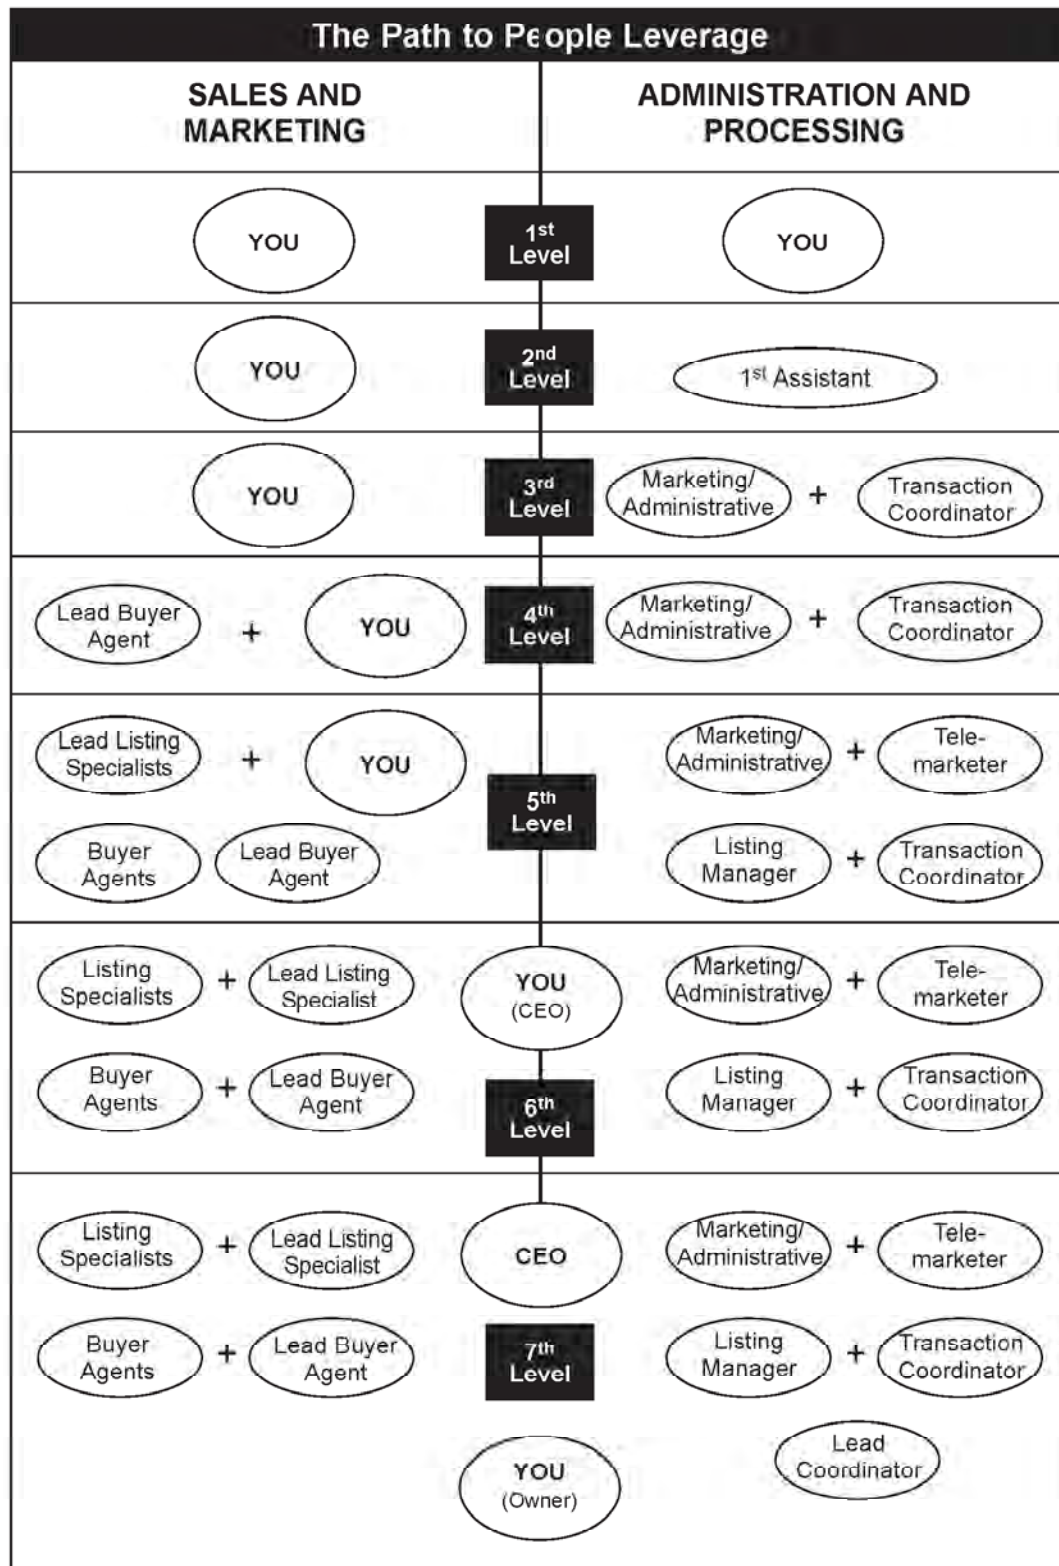 The Path to People Leverage
SALES AND
MARKETING
ADMINISTRATION AND
PROCESSING
YOU
1st
Level
YOU
YOU
2nd
Level
1st Assistant
YOU
3rd
Level
Marketing/
Administrative
+
Transaction
Coordinator
Lead Buyer
Agent
+
YOU
4th
Level
Marketing/
Administrative
+
Transaction
Coordinator
Lead Listing
Specialists
+
YOU
Buyer
Agents
Lead Buyer
Agent
5th
Level
Marketing/
Administrative
+
Tele-
marketer
Listing
Manager
+
Transaction
Coordinator
Listing
Specialists
+
Lead Listing
Specialist
YOU
(CEO)
Marketing/
Administrative
+
Tele-
marketer
Buyer
Agents
+
Lead Buyer
Agent
6th
Level
Listing
Manager
+
Transaction
Coordinator
Listing
Specialists
+
Lead Listing
Specialist
CEO
Marketing/
Administrative
+
Tele-
marketer
Buyer
Agents
+
Lead Buyer
Agent
7th
Level
Listing
Manager
+
Transaction
Coordinator
YOU
(Owner)
Lead
Coordinator